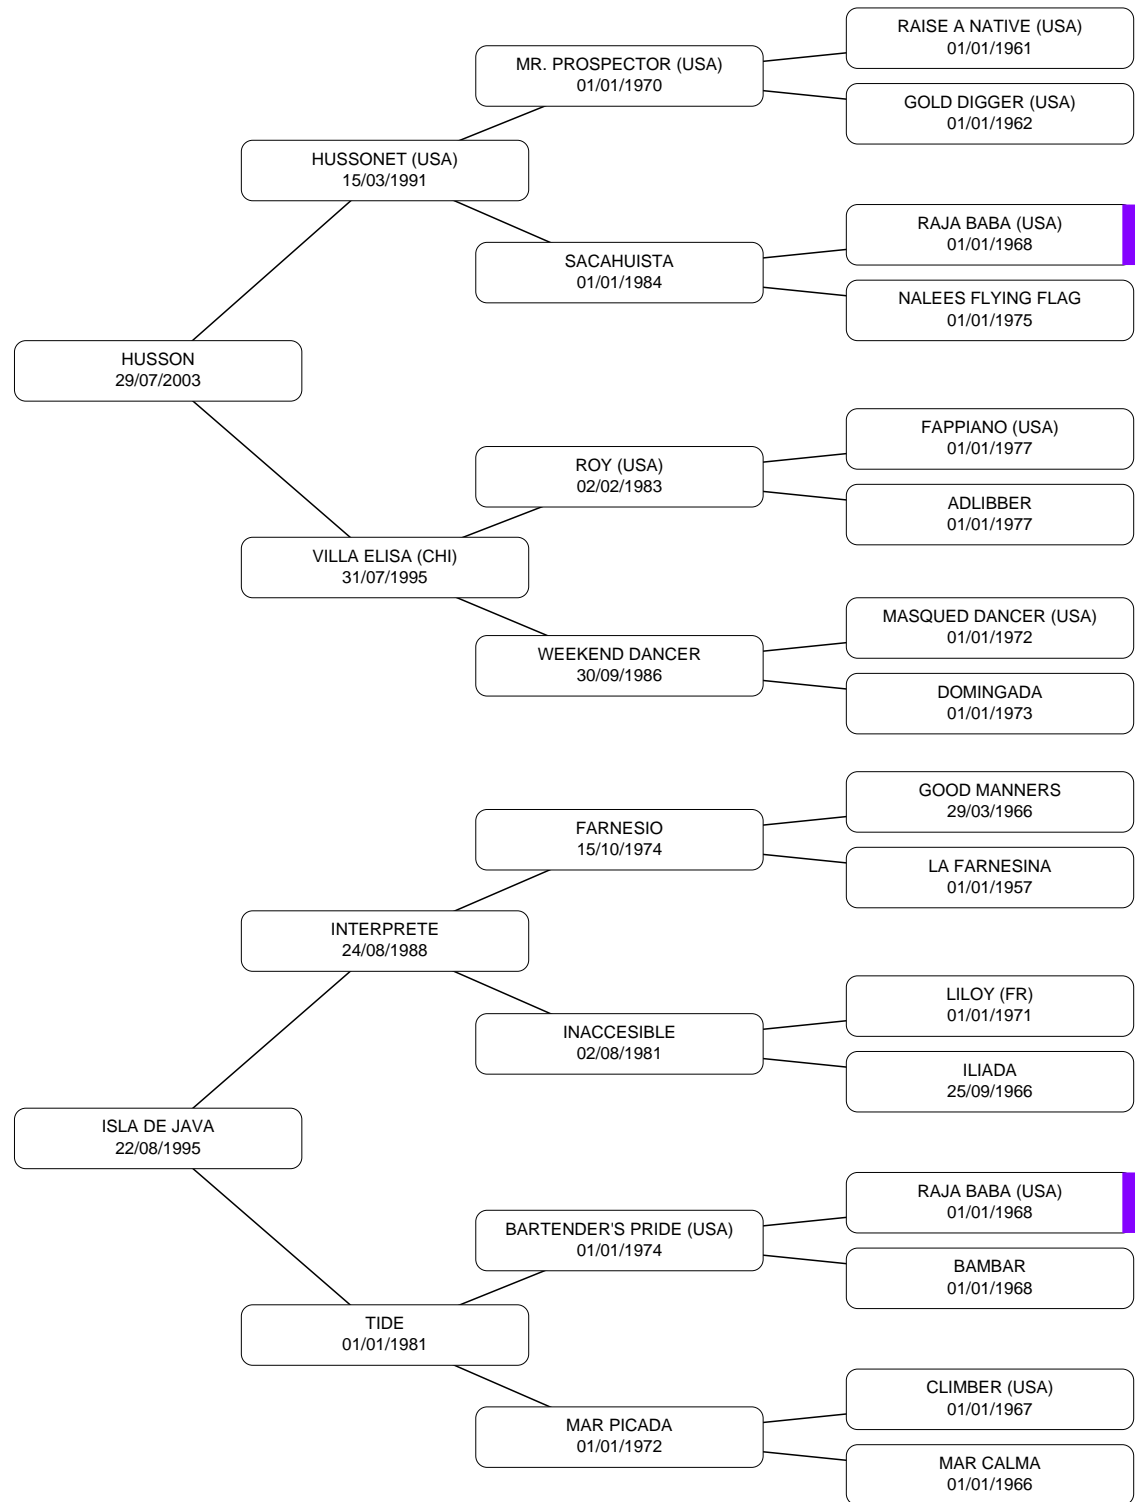 RAISE A NATIVE (USA)
01/01/1961
MR. PROSPECTOR (USA)
01/01/1970
GOLD DIGGER (USA)
01/01/1962
HUSSONET (USA)
15/03/1991
RAJA BABA (USA)
01/01/1968
SACAHUISTA
01/01/1984
NALEES FLYING FLAG
01/01/1975
HUSSON
29/07/2003
FAPPIANO (USA)
01/01/1977
ROY (USA)
02/02/1983
ADLIBBER
01/01/1977
VILLA ELISA (CHI)
31/07/1995
MASQUED DANCER (USA)
01/01/1972
WEEKEND DANCER
30/09/1986
DOMINGADA
01/01/1973
GOOD MANNERS
29/03/1966
FARNESIO
15/10/1974
LA FARNESINA
01/01/1957
INTERPRETE
24/08/1988
LILOY (FR)
01/01/1971
INACCESIBLE
02/08/1981
ILIADA
25/09/1966
ISLA DE JAVA
22/08/1995
RAJA BABA (USA)
01/01/1968
BARTENDER'S PRIDE (USA)
01/01/1974
BAMBAR
01/01/1968
TIDE
01/01/1981
CLIMBER (USA)
01/01/1967
MAR PICADA
01/01/1972
MAR CALMA
01/01/1966